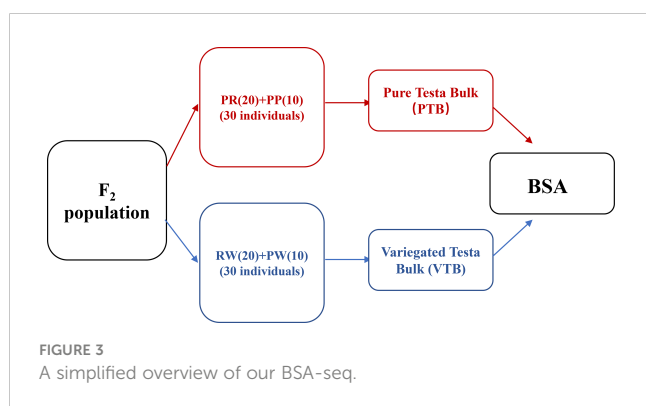 F₂
population
PR(20)+PP(10)
(30 individuals)
Pure Testa Bulk
(PTB)
RW(20)+PW(10)
(30 individuals)
Variegated Testa
Bulk (VTB)
BSA
FIGURE 3
A simplified overview of our BSA-seq.